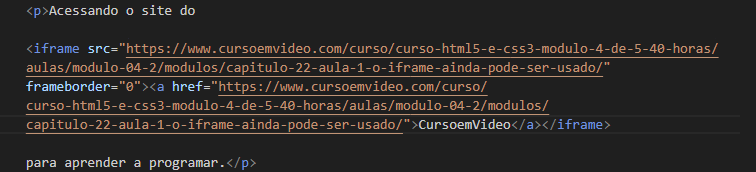 <p>Acessando o site do
<iframe src="https://www.cursoemvideo.com/curso/curso-html5-e-css3-modulo-4-de-5-40-horas/
aulas/modulo-04-2/modulos/capitulo-22-aula-1-o-iframe-ainda-pode-ser-usado/"
frameborder="0"><a href="https://www.cursoemvideo.com/curso/
curso-html5-e-css3-modulo-4-de-5-40-horas/aulas/modulo-04-2/modulos/
capitulo-22-aula-1-o-iframe-ainda-pode-ser-usado/">CursoemVideo</a></iframe>
para aprender a programar.</p>